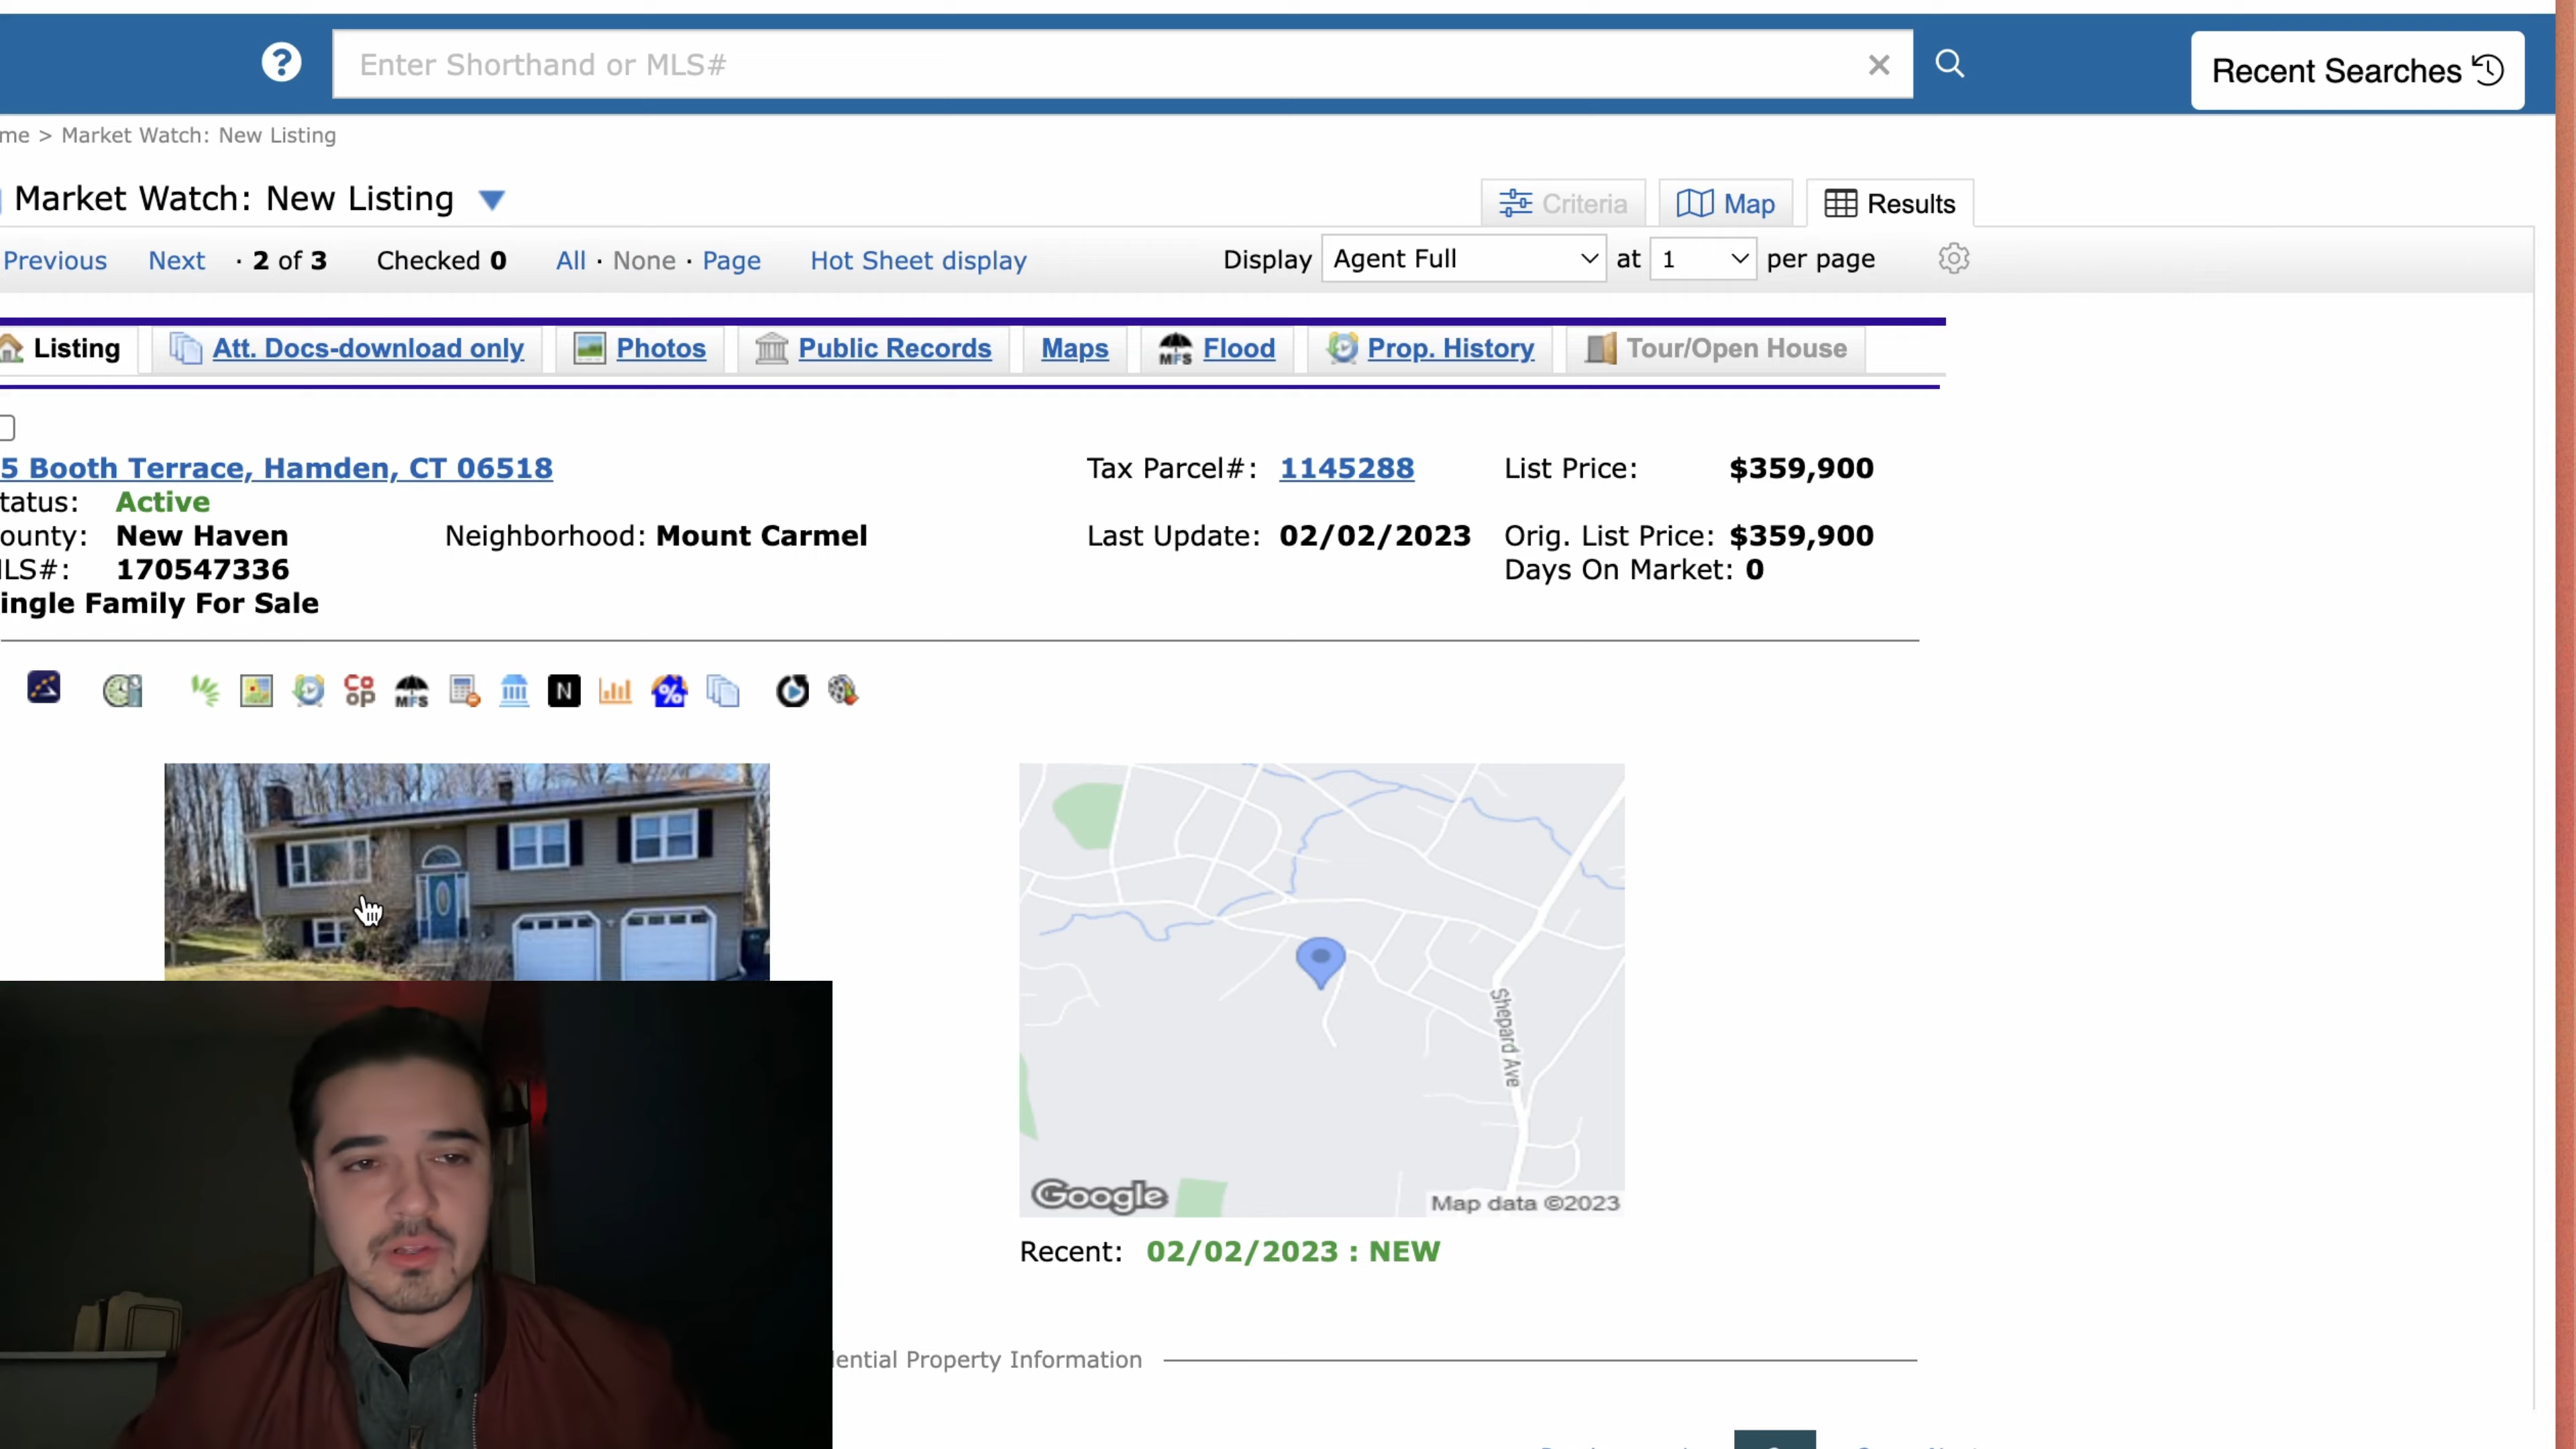 Enter Shorthand or MLS#
Recent Searches
me > Market Watch: New Listing
Market Watch: New Listing
Criteria
Map
Results
Previous Next · 2 of 3 Checked 0 All · None · Page Hot Sheet display Display Agent Full at 1 per page
Listing Att. Docs-download only Photos Public Records Maps MFS Flood Prop. History Tour/Open House
5 Booth Terrace, Hamden, CT 06518 Tax Parcel#: 1145288 List Price: $359,900
tatus: Active
ounty: New Haven Neighborhood: Mount Carmel Last Update: 02/02/2023 Orig. List Price: $359,900
LS#: 170547336 Days On Market: 0
ingle Family For Sale
Co op MFS N %
Shepard Ave
Google Map data ©2023
Recent: 02/02/2023 : NEW
dential Property Information